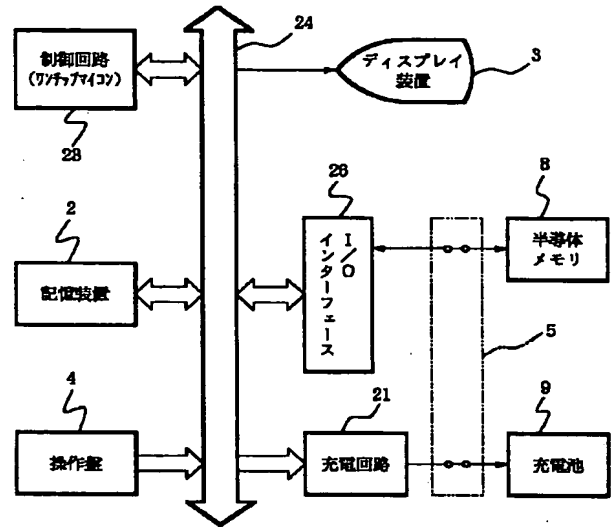 制御回路
(ワンチップマイコン)
23
24
ディスプレイ
装置
3
2
記憶装置
26
I/O
インターフェース
8
半導体
メモリ
5
4
操作盤
21
充電回路
9
充電池